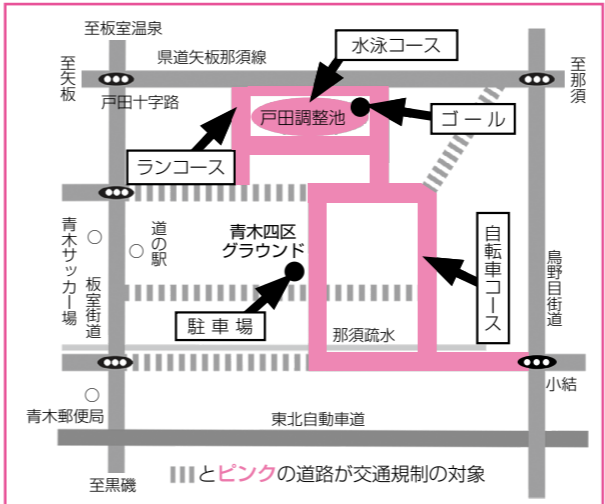 至板室温泉
水泳コース
県道矢板那須線
至矢板
至那須
戸田十字路
戸田調整池
ゴール
ランコース
青木サッカー場
板室街道
道の駅
青木四区
グラウンド
自転車コース
鳥野目街道
駐車場
那須疏水
小結
青木郵便局
東北自動車道
至黒磯
とピンクの道路が交通規制の対象